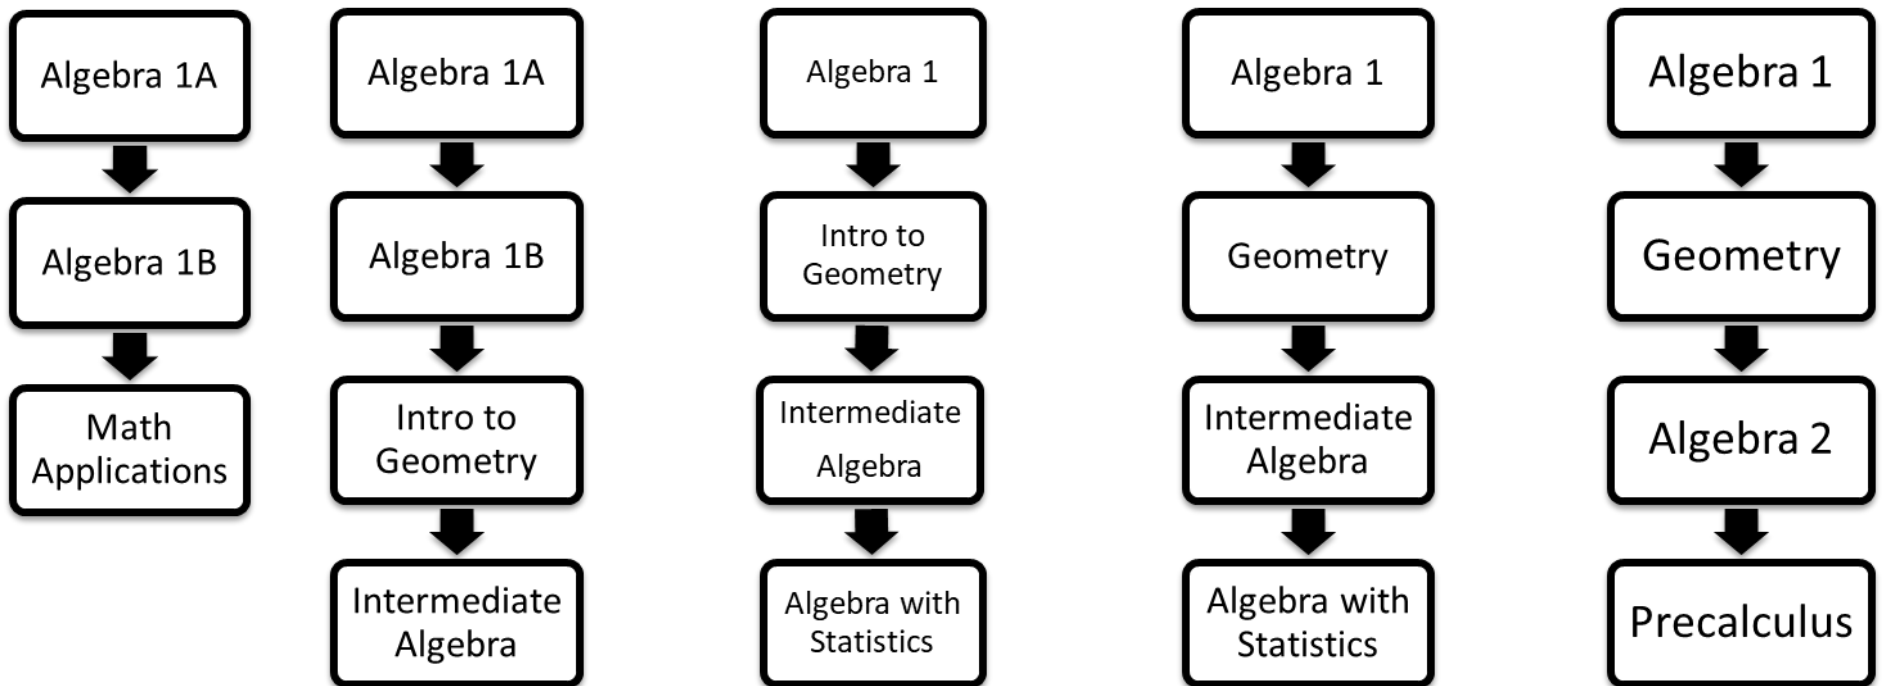 Algebra 1A
Algebra 1B
Math
Applications
Algebra 1A
Algebra 1B
Intro to
Geometry
Intermediate
Algebra
Algebra 1
Intro to
Geometry
Intermediate
Algebra
Algebra with
Statistics
Algebra 1
Geometry
Intermediate
Algebra
Algebra with
Statistics
Algebra 1
Geometry
Algebra 2
Precalculus